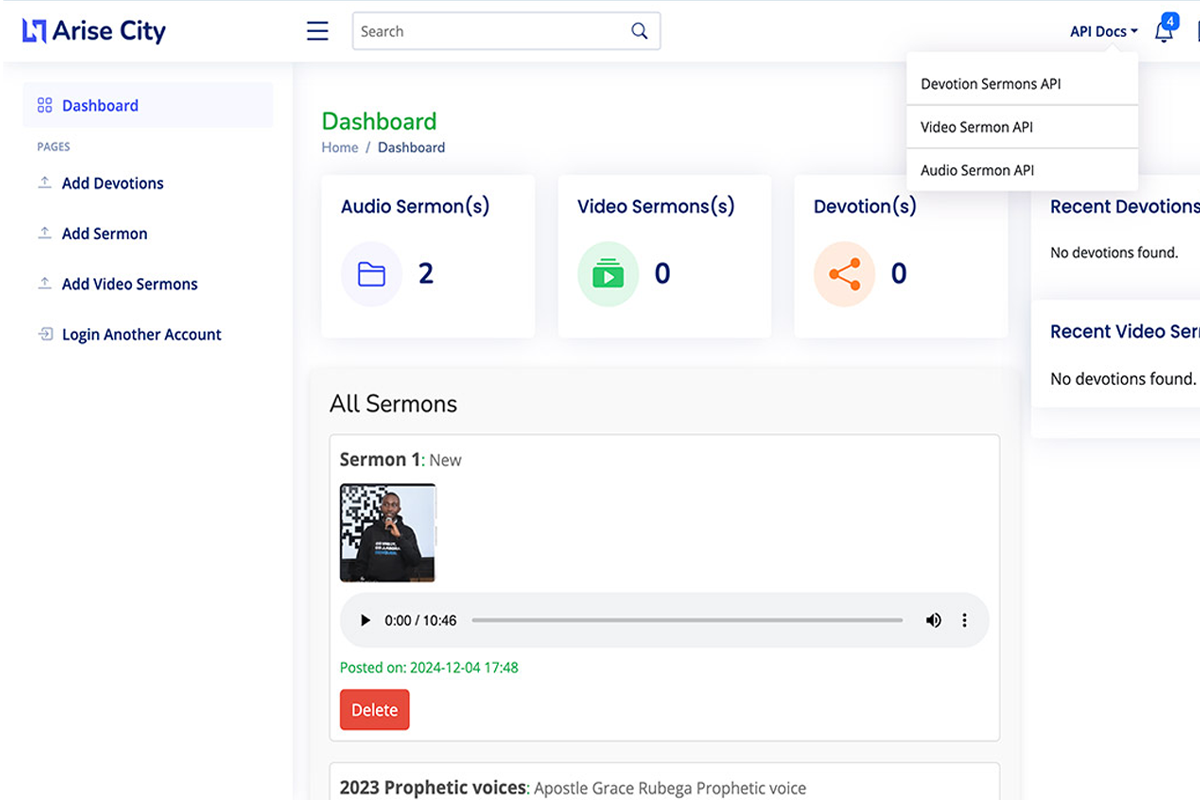 Arise City
Search
API Docs
4
Devotion Sermons API
Video Sermon API
Audio Sermon API
Dashboard
PAGES
Add Devotions
Add Sermon
Add Video Sermons
Login Another Account
Dashboard
Home / Dashboard
Audio Sermon(s)
2
Video Sermons(s)
0
Devotion(s)
0
Recent Devotions
No devotions found.
Recent Video Ser
No devotions found.
All Sermons
Sermon 1: New
0:00 / 10:46
Posted on: 2024-12-04 17:48
Delete
2023 Prophetic voices: Apostle Grace Rubega Prophetic voice